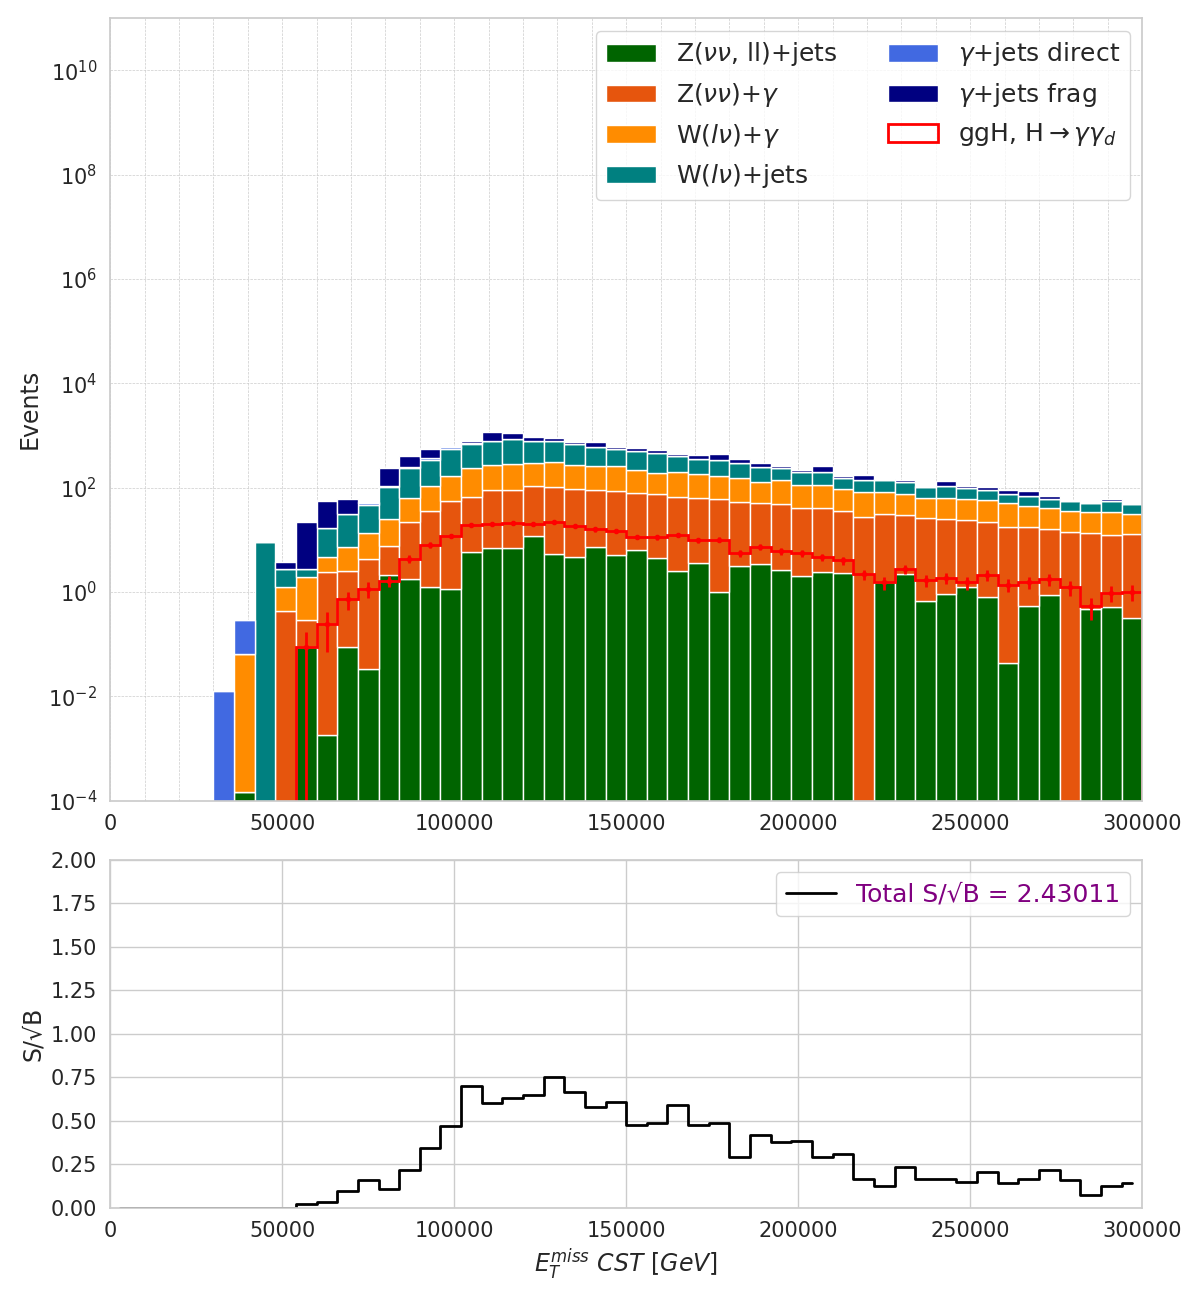 Z(νν, ll)+jets
Z(νν)+γ
W(lν)+γ
W(lν)+jets
γ+jets direct
γ+jets frag
ggH, H→γγ_d
Events
10^10
10^8
10^6
10^4
10^2
10^0
10^−2
10^−4
0 50000 100000 150000 200000 250000 300000
Total S/√B = 2.43011
S/√B
2.00
1.75
1.50
1.25
1.00
0.75
0.50
0.25
0.00
0 50000 100000 150000 200000 250000 300000
E_T^miss CST [GeV]